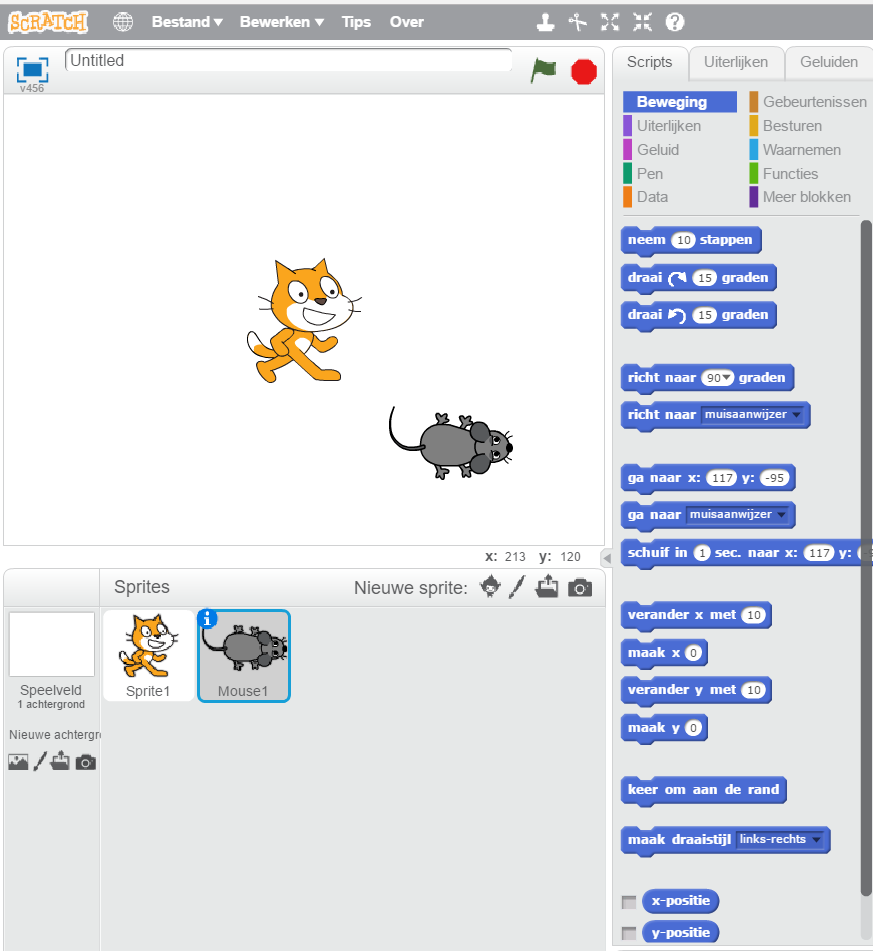 SCRATCH Bestand Bewerken Tips Over
v456 Untitled
x: 213 y: 120
Sprites Nieuwe sprite:
Speelveld
1 achtergrond
Nieuwe achtergr
Sprite1 Mouse1
Scripts Uiterlijken Geluiden
Beweging Gebeurtenissen
Uiterlijken Besturen
Geluid Waarnemen
Pen Functies
Data Meer blokken
neem 10 stappen
draai 15 graden
draai 15 graden
richt naar 90 graden
richt naar muisaanwijzer
ga naar x: 117 y: -95
ga naar muisaanwijzer
schuif in 1 sec. naar x: 117 y:
verander x met 10
maak x 0
verander y met 10
maak y 0
keer om aan de rand
maak draaistijl links-rechts
x-positie
y-positie